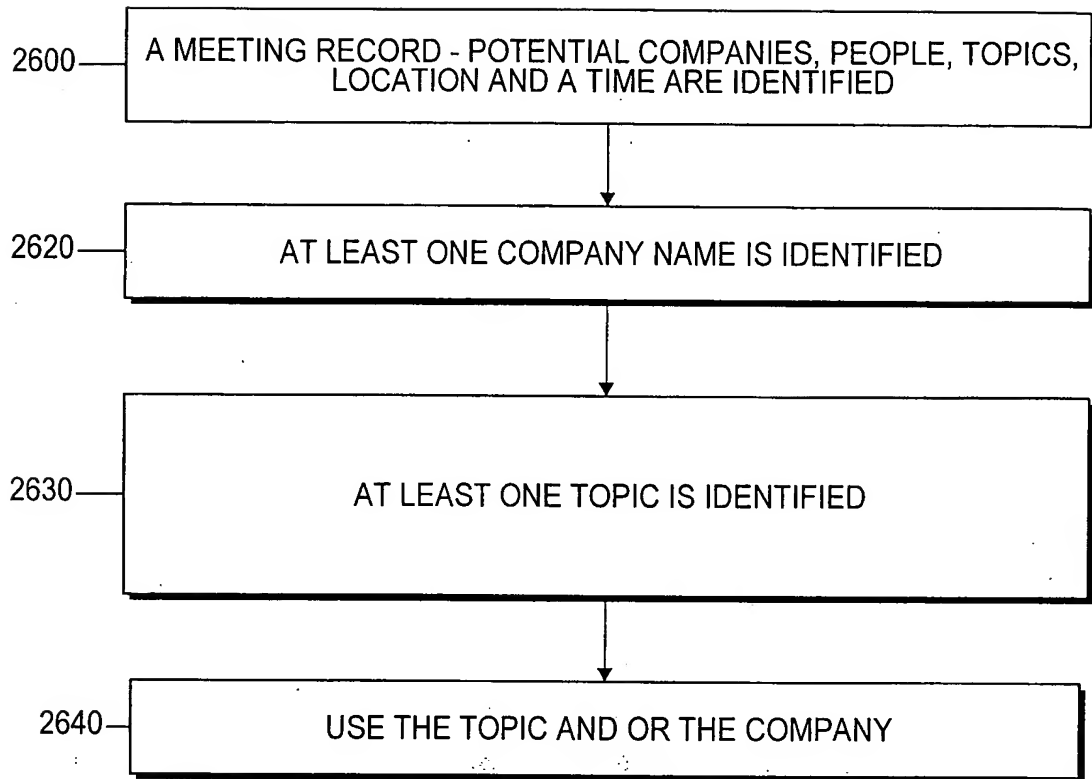 2600
A MEETING RECORD - POTENTIAL COMPANIES, PEOPLE, TOPICS,
LOCATION AND A TIME ARE IDENTIFIED
2620
AT LEAST ONE COMPANY NAME IS IDENTIFIED
2630
AT LEAST ONE TOPIC IS IDENTIFIED
2640
USE THE TOPIC AND OR THE COMPANY